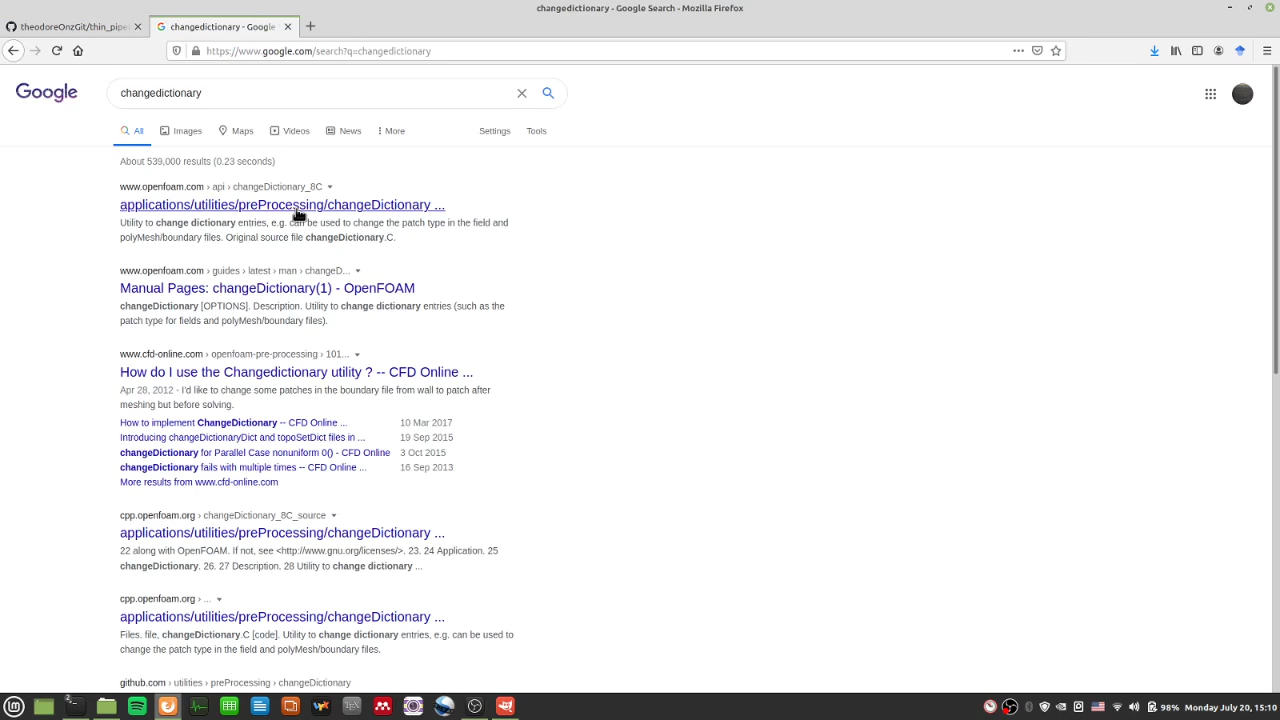 changedictionary - Google Search - Mozilla Firefox
theodoreOnzGit/thin_pipe
changedictionary - Google
https://www.google.com/search?q=changedictionary
Google
changedictionary
All Images Maps Videos News More Settings Tools
About 539,000 results (0.23 seconds)
www.openfoam.com › api › changeDictionary_8C
applications/utilities/preProcessing/changeDictionary ...
Utility to change dictionary entries, e.g. can be used to change the patch type in the field and
polyMesh/boundary files. Original source file changeDictionary.C.
www.openfoam.com › guides › latest › man › changeD...
Manual Pages: changeDictionary(1) - OpenFOAM
changeDictionary [OPTIONS]. Description. Utility to change dictionary entries (such as the
patch type for fields and polyMesh/boundary files).
www.cfd-online.com › openfoam-pre-processing › 101...
How do I use the Changedictionary utility ? -- CFD Online ...
Apr 28, 2012 - I'd like to change some patches in the boundary file from wall to patch after
meshing but before solving.
How to implement ChangeDictionary -- CFD Online ... 10 Mar 2017
Introducing changeDictionaryDict and topoSetDict files in ... 19 Sep 2015
changeDictionary for Parallel Case nonuniform 0() - CFD Online 3 Oct 2015
changeDictionary fails with multiple times -- CFD Online ... 16 Sep 2013
More results from www.cfd-online.com
cpp.openfoam.org › changeDictionary_8C_source
applications/utilities/preProcessing/changeDictionary ...
22 along with OpenFOAM. If not, see <http://www.gnu.org/licenses/>. 23. 24 Application. 25
changeDictionary. 26. 27 Description. 28 Utility to change dictionary ...
cpp.openfoam.org › ...
applications/utilities/preProcessing/changeDictionary ...
Files. file, changeDictionary.C [code]. Utility to change dictionary entries, e.g. can be used to
change the patch type in the field and polyMesh/boundary files.
github.com › utilities › preProcessing › changeDictionary
98% Monday July 20, 15:10